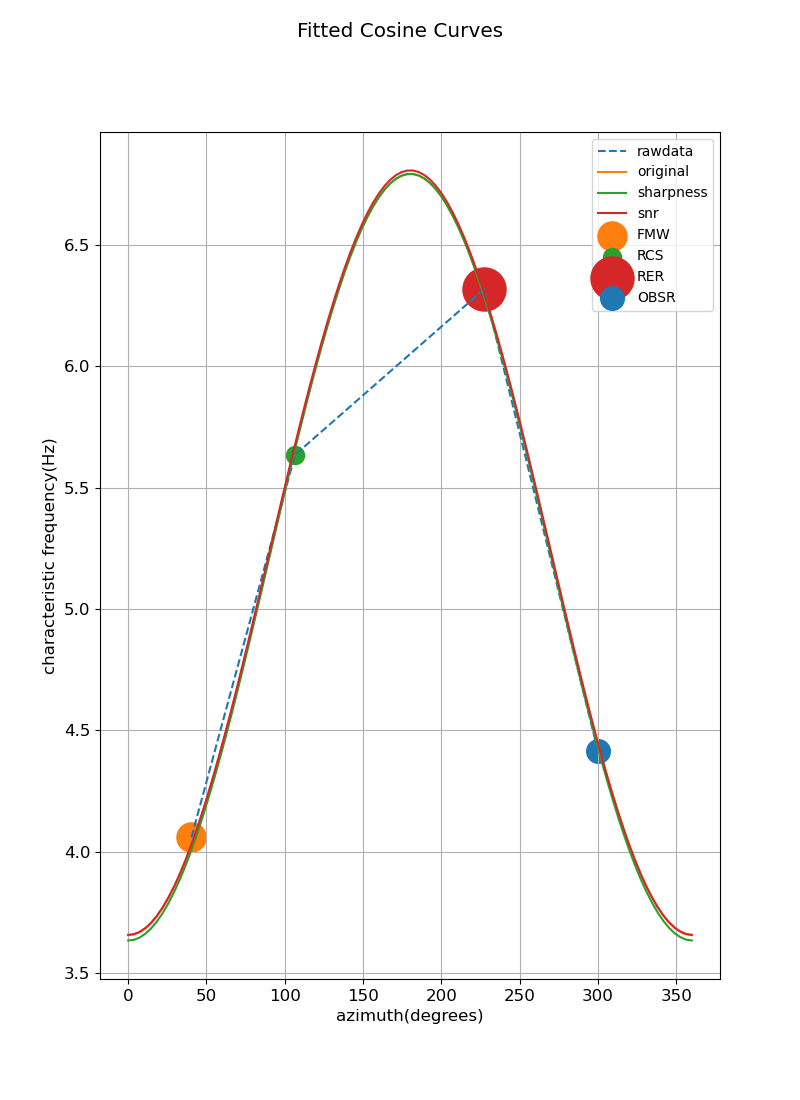 Fitted Cosine Curves
rawdata
original
sharpness
snr
FMW
RCS
RER
OBSR
characteristic frequency(Hz)
6.5
6.0
5.5
5.0
4.5
4.0
3.5
0 50 100 150 200 250 300 350
azimuth(degrees)